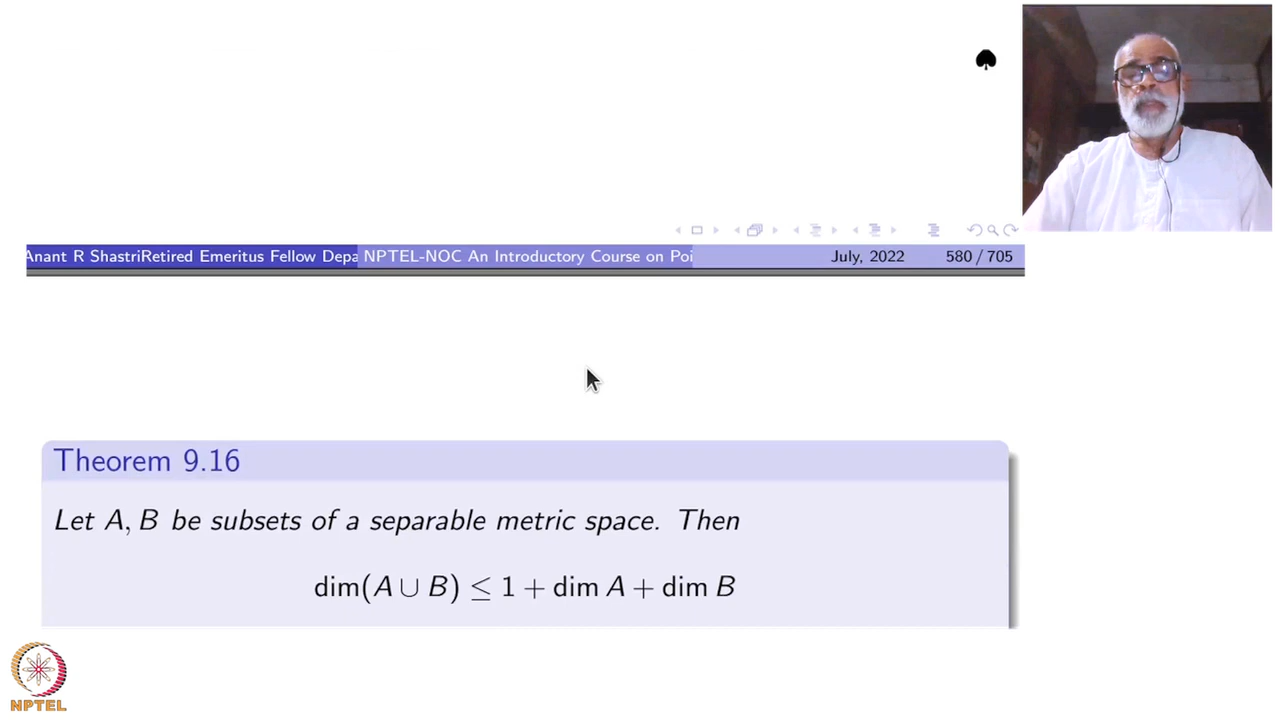 Anant R ShastriRetired Emeritus Fellow Depa NPTEL-NOC An Introductory Course on Poi July, 2022 580 / 705
Theorem 9.16
Let A, B be subsets of a separable metric space. Then
dim(A ∪ B) ≤ 1 + dim A + dim B
NPTEL